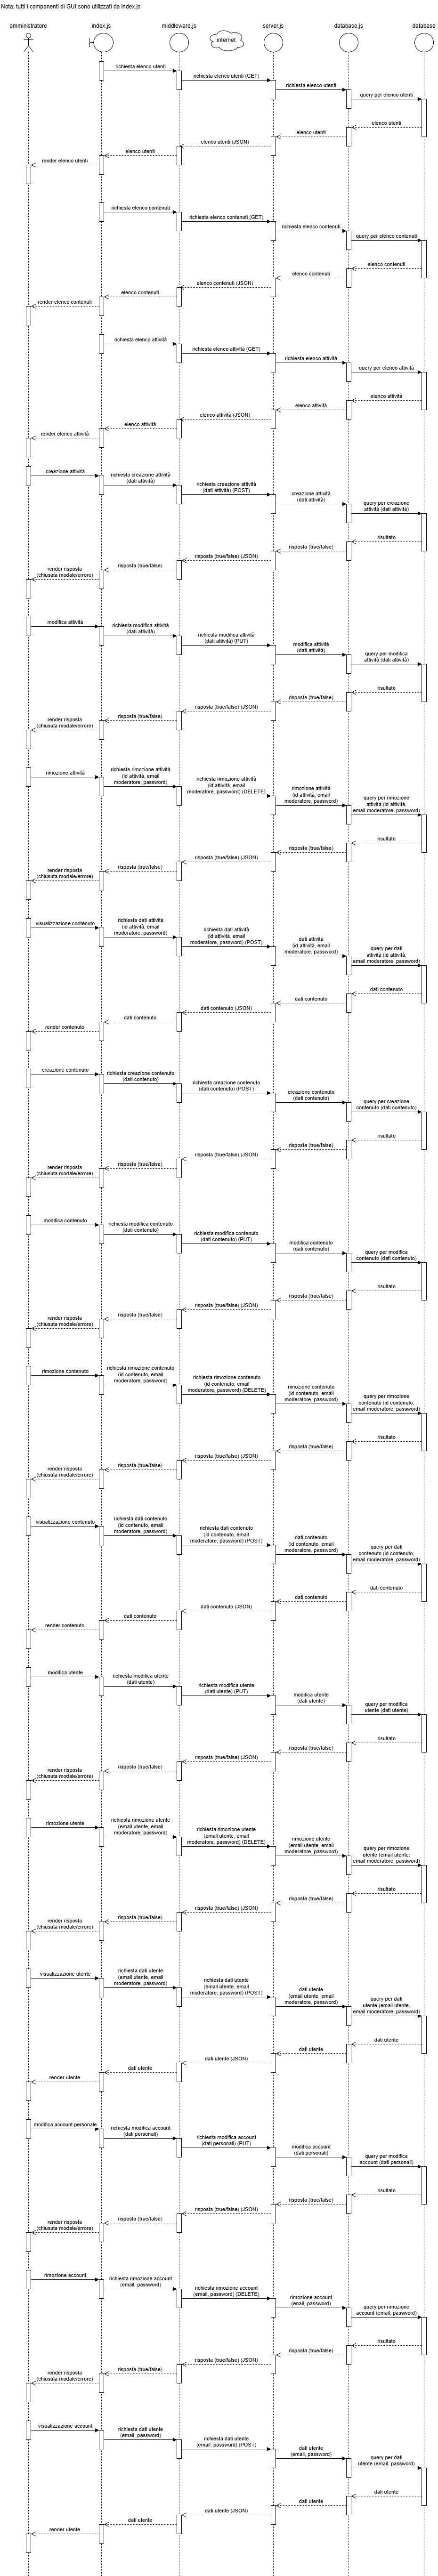 Nota: tutti i componenti di GUI sono utilizzati da index.js
amministratore
index.js
middleware.js
internet
server.js
database.js
database
richiesta elenco utenti
richiesta elenco utenti (GET)
richiesta elenco utenti
query per elenco utenti
elenco utenti
elenco utenti
elenco utenti (JSON)
elenco utenti
render elenco utenti
richiesta elenco contenuti
richiesta elenco contenuti (GET)
richiesta elenco contenuti
query per elenco contenuti
elenco contenuti
elenco contenuti
elenco contenuti (JSON)
elenco contenuti
render elenco contenuti
richiesta elenco attività
richiesta elenco attività (GET)
richiesta elenco attività
query per elenco attività
elenco attività
elenco attività
elenco attività (JSON)
elenco attività
render elenco attività
creazione attività
richiesta creazione attività
(dati attività)
richiesta creazione attività
(dati attività) (POST)
creazione attività
(dati attività)
query per creazione
attività (dati attività)
risultato
risposta (true/false)
risposta (true/false) (JSON)
risposta (true/false)
render risposta
(chiusuta modale/errore)
modifica attività
richiesta modifica attività
(dati attività)
richiesta modifica attività
(dati attività) (PUT)
modifica attività
(dati attività)
query per modifica
attività (dati attività)
risultato
risposta (true/false)
risposta (true/false) (JSON)
risposta (true/false)
render risposta
(chiusuta modale/errore)
rimozione attività
richiesta rimozione attività
(id attività, email
moderatore, password)
richiesta rimozione attività
(id attività, email
moderatore, password) (DELETE)
rimozione attività
(id attività, email
moderatore, password)
query per rimozione
attività (id attività,
email moderatore, password)
risultato
risposta (true/false)
risposta (true/false) (JSON)
risposta (true/false)
render risposta
(chiusuta modale/errore)
visualizzazione contenuto
richiesta dati attività
(id attività, email
moderatore, password)
richiesta dati attività
(id attività, email
moderatore, password) (POST)
dati attività
(id attività, email
moderatore, password)
query per dati
attività (id attività,
email moderatore, password)
dati contenuto
dati contenuto
dati contenuto (JSON)
dati contenuto
render contenuto
creazione contenuto
richiesta creazione contenuto
(dati contenuto)
richiesta creazione contenuto
(dati contenuto) (POST)
creazione contenuto
(dati contenuto)
query per creazione
contenuto (dati contenuto)
risultato
risposta (true/false)
risposta (true/false) (JSON)
risposta (true/false)
render risposta
(chiusuta modale/errore)
modifica contenuto
richiesta modifica contenuto
(dati contenuto)
richiesta modifica contenuto
(dati contenuto) (PUT)
modifica contenuto
(dati contenuto)
query per modifica
contenuto (dati contenuto)
risultato
risposta (true/false)
risposta (true/false) (JSON)
risposta (true/false)
render risposta
(chiusuta modale/errore)
rimozione contenuto
richiesta rimozione contenuto
(id contenuto, email
moderatore, password)
richiesta rimozione contenuto
(id contenuto, email
moderatore, password) (DELETE)
rimozione contenuto
(id contenuto, email
moderatore, password)
query per rimozione
contenuto (id contenuto,
email moderatore, password)
risultato
risposta (true/false)
risposta (true/false) (JSON)
risposta (true/false)
render risposta
(chiusuta modale/errore)
visualizzazione contenuto
richiesta dati contenuto
(id contenuto, email
moderatore, password)
richiesta dati contenuto
(id contenuto, email
moderatore, password) (POST)
dati contenuto
(id contenuto, email
moderatore, password)
query per dati
contenuto (id contenuto,
email moderatore, password)
dati contenuto
dati contenuto
dati contenuto (JSON)
dati contenuto
render contenuto
modifica utente
richiesta modifica utente
(dati utente)
richiesta modifica utente
(dati utente) (PUT)
modifica utente
(dati utente)
query per modifica
utente (dati utente)
risultato
risposta (true/false)
risposta (true/false) (JSON)
risposta (true/false)
render risposta
(chiusuta modale/errore)
rimozione utente
richiesta rimozione utente
(email utente, email
moderatore, password)
richiesta rimozione utente
(email utente, email
moderatore, password) (DELETE)
rimozione utente
(email utente, email
moderatore, password)
query per rimozione
utente (email utente,
email moderatore, password)
risultato
risposta (true/false)
risposta (true/false) (JSON)
risposta (true/false)
render risposta
(chiusuta modale/errore)
visualizzazione utente
richiesta dati utente
(email utente, email
moderatore, password)
richiesta dati utente
(email utente, email
moderatore, password) (POST)
dati utente
(email utente, email
moderatore, password)
query per dati
utente (email utente,
email moderatore, password)
dati utente
dati utente
dati utente (JSON)
dati utente
render utente
modifica account personale
richiesta modifica account
(dati personali)
richiesta modifica account
(dati personali) (PUT)
modifica account
(dati personali)
query per modifica
account (dati personali)
risultato
risposta (true/false)
risposta (true/false) (JSON)
risposta (true/false)
render risposta
(chiusuta modale/errore)
rimozione account
richiesta rimozione account
(email, password)
richiesta rimozione account
(email, password) (DELETE)
rimozione account
(email, password)
query per rimozione
account (email, password)
risultato
risposta (true/false)
risposta (true/false) (JSON)
risposta (true/false)
render risposta
(chiusuta modale/errore)
visualizzazione account
richiesta dati utente
(email, password)
richiesta dati utente
(email, password) (POST)
dati utente
(email, password)
query per dati
utente (email, password)
dati utente
dati utente
dati utente (JSON)
dati utente
render utente